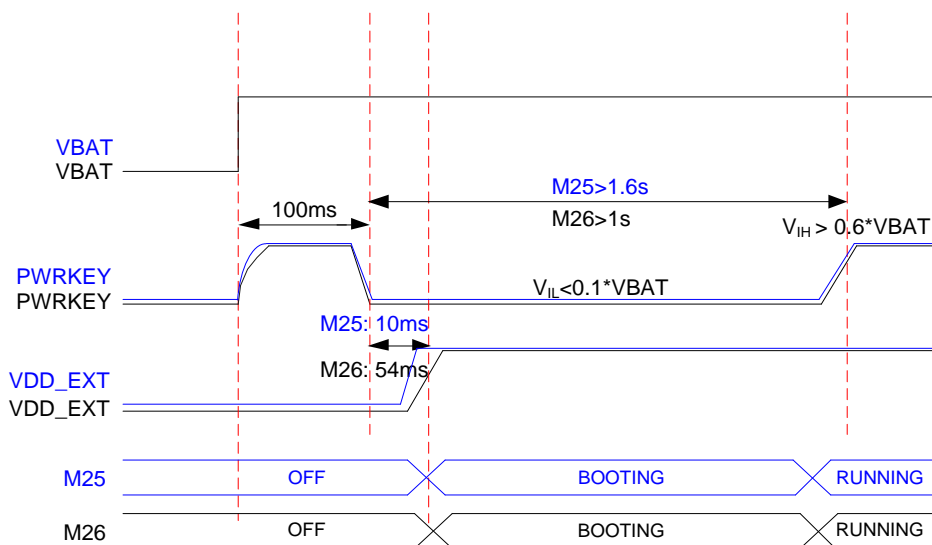 VBAT
VBAT
100ms
M25>1.6s
M26>1s
VIH > 0.6*VBAT
PWRKEY
PWRKEY
VIL<0.1*VBAT
M25: 10ms
M26: 54ms
VDD_EXT
VDD_EXT
M25 OFF BOOTING RUNNING
M26 OFF BOOTING RUNNING